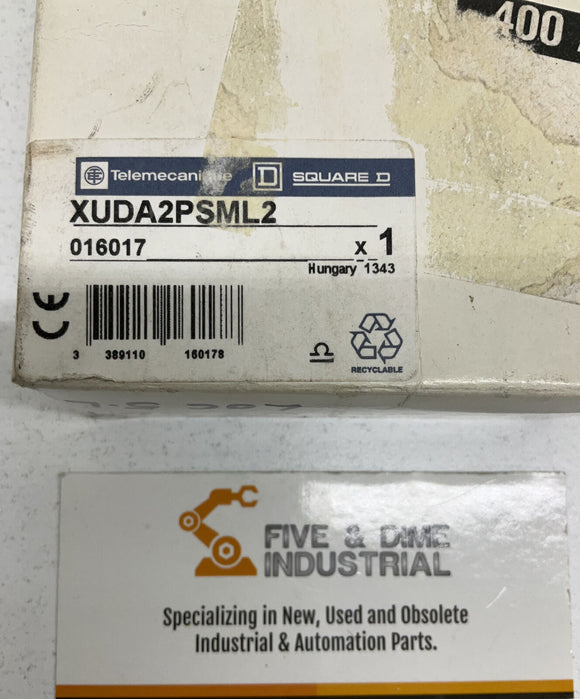 400
Telemecanique SQUARE D
XUDA2PSML2
016017 x 1
Hungary 1343
CE
3 389110 160178
RECYCLABLE
FIVE & DIME
INDUSTRIAL
Specializing in New, Used and Obsolete
Industrial & Automation Parts.